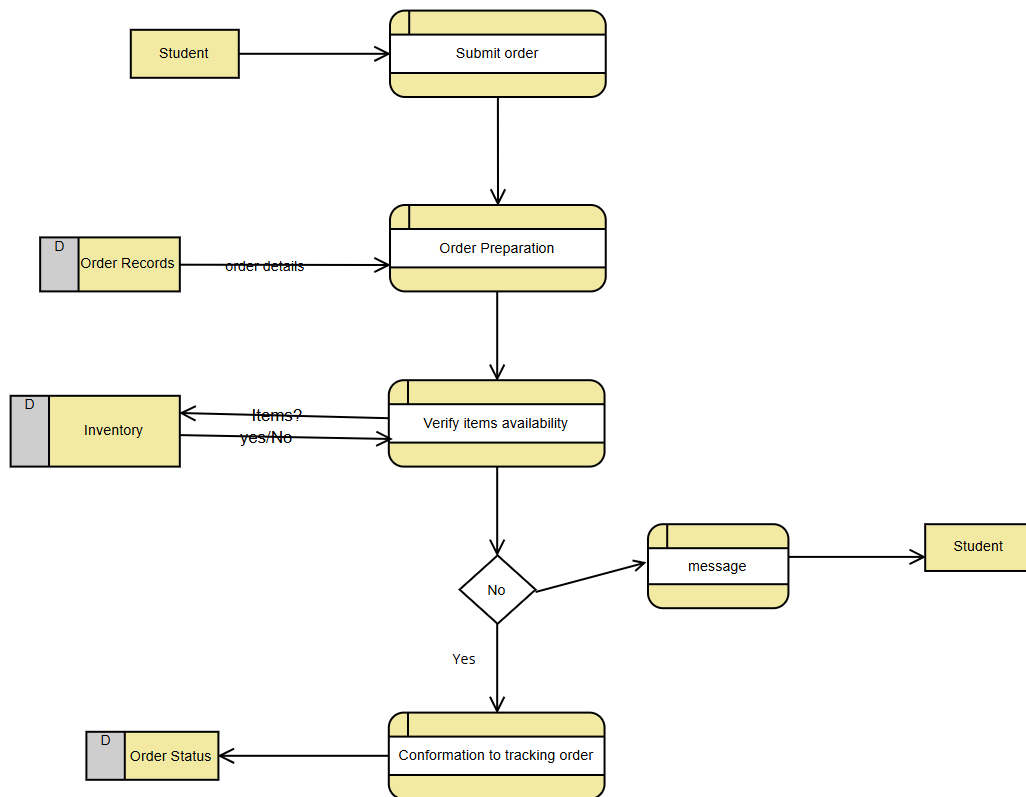 Student
Submit order
D
Order Records
order details
Order Preparation
D
Inventory
Items?
yes/No
Verify items availability
No
message
Student
Yes
D
Order Status
Conformation to tracking order